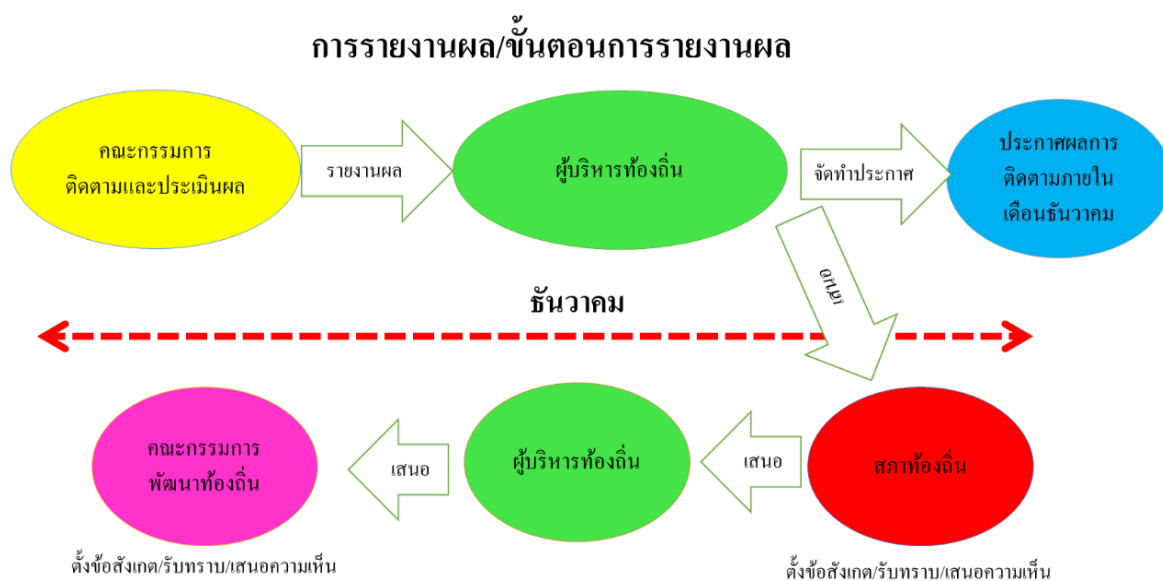 การรายงานผล/ขั้นตอนการรายงานผล
คณะกรรมการ
ติดตามและประเมินผล
รายงานผล
ผู้บริหารท้องถิ่น
จัดทำประกาศ
ประกาศผลการ
ติดตามภายใน
เดือนธันวาคม
เสนอ
ธันวาคม
คณะกรรมการ
พัฒนาท้องถิ่น
เสนอ
ผู้บริหารท้องถิ่น
เสนอ
สภาท้องถิ่น
ตั้งข้อสังเกต/รับทราบ/เสนอความเห็น
ตั้งข้อสังเกต/รับทราบ/เสนอความเห็น